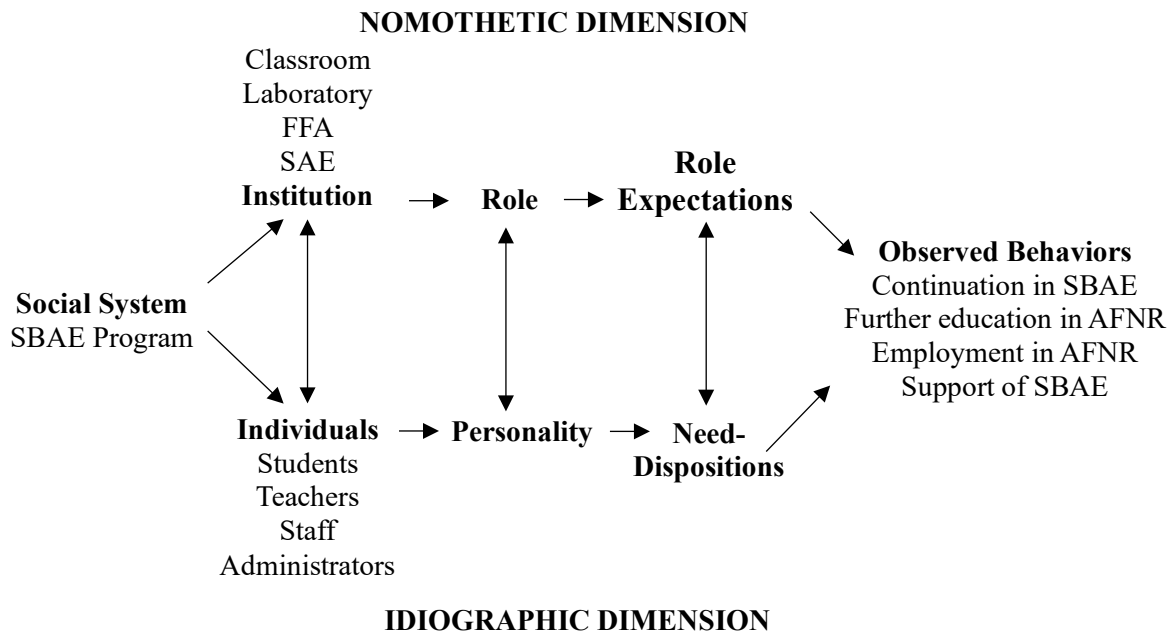 NOMOTHETIC DIMENSION
Classroom
Laboratory
FFA
SAE
Institution
Role
Role
Expectations
Social System
SBAE Program
Observed Behaviors
Continuation in SBAE
Further education in AFNR
Employment in AFNR
Support of SBAE
Individuals
Students
Teachers
Staff
Administrators
Personality
Need-
Dispositions
IDIOGRAPHIC DIMENSION